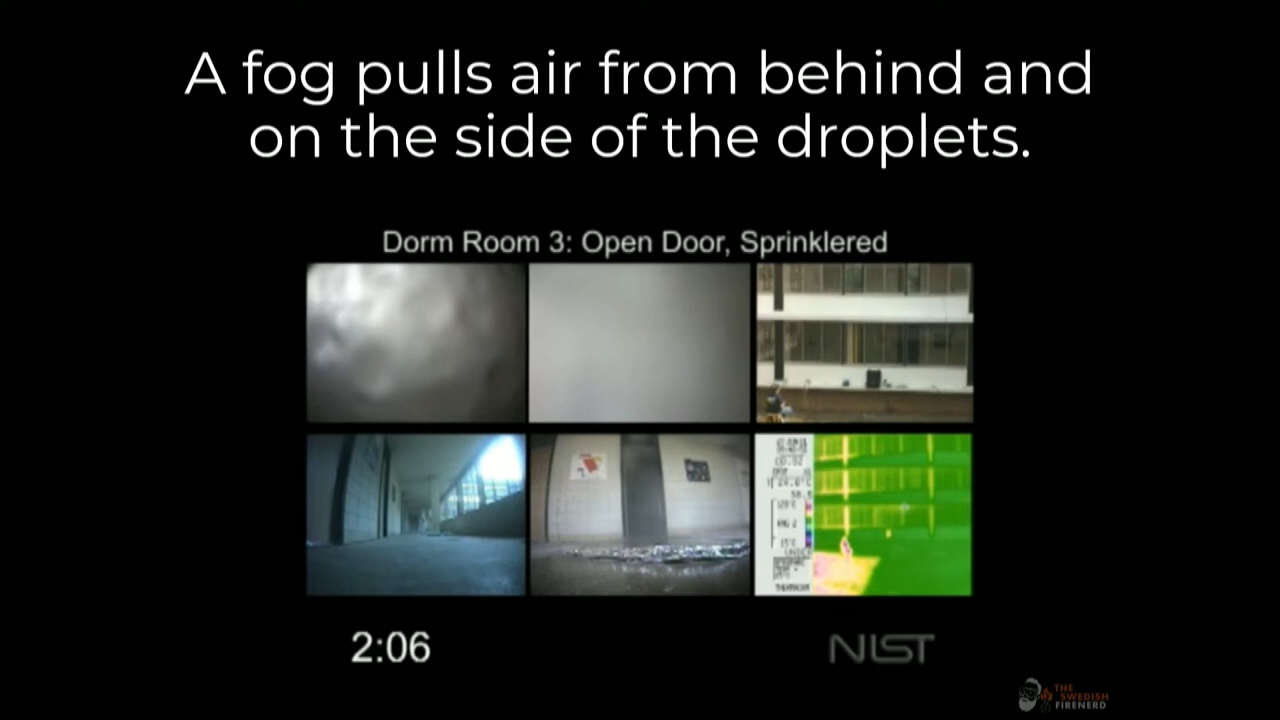 A fog pulls air from behind and
on the side of the droplets.
Dorm Room 3: Open Door, Sprinklered
2:06
NIST
THE
SWEDISH
FIRENERD